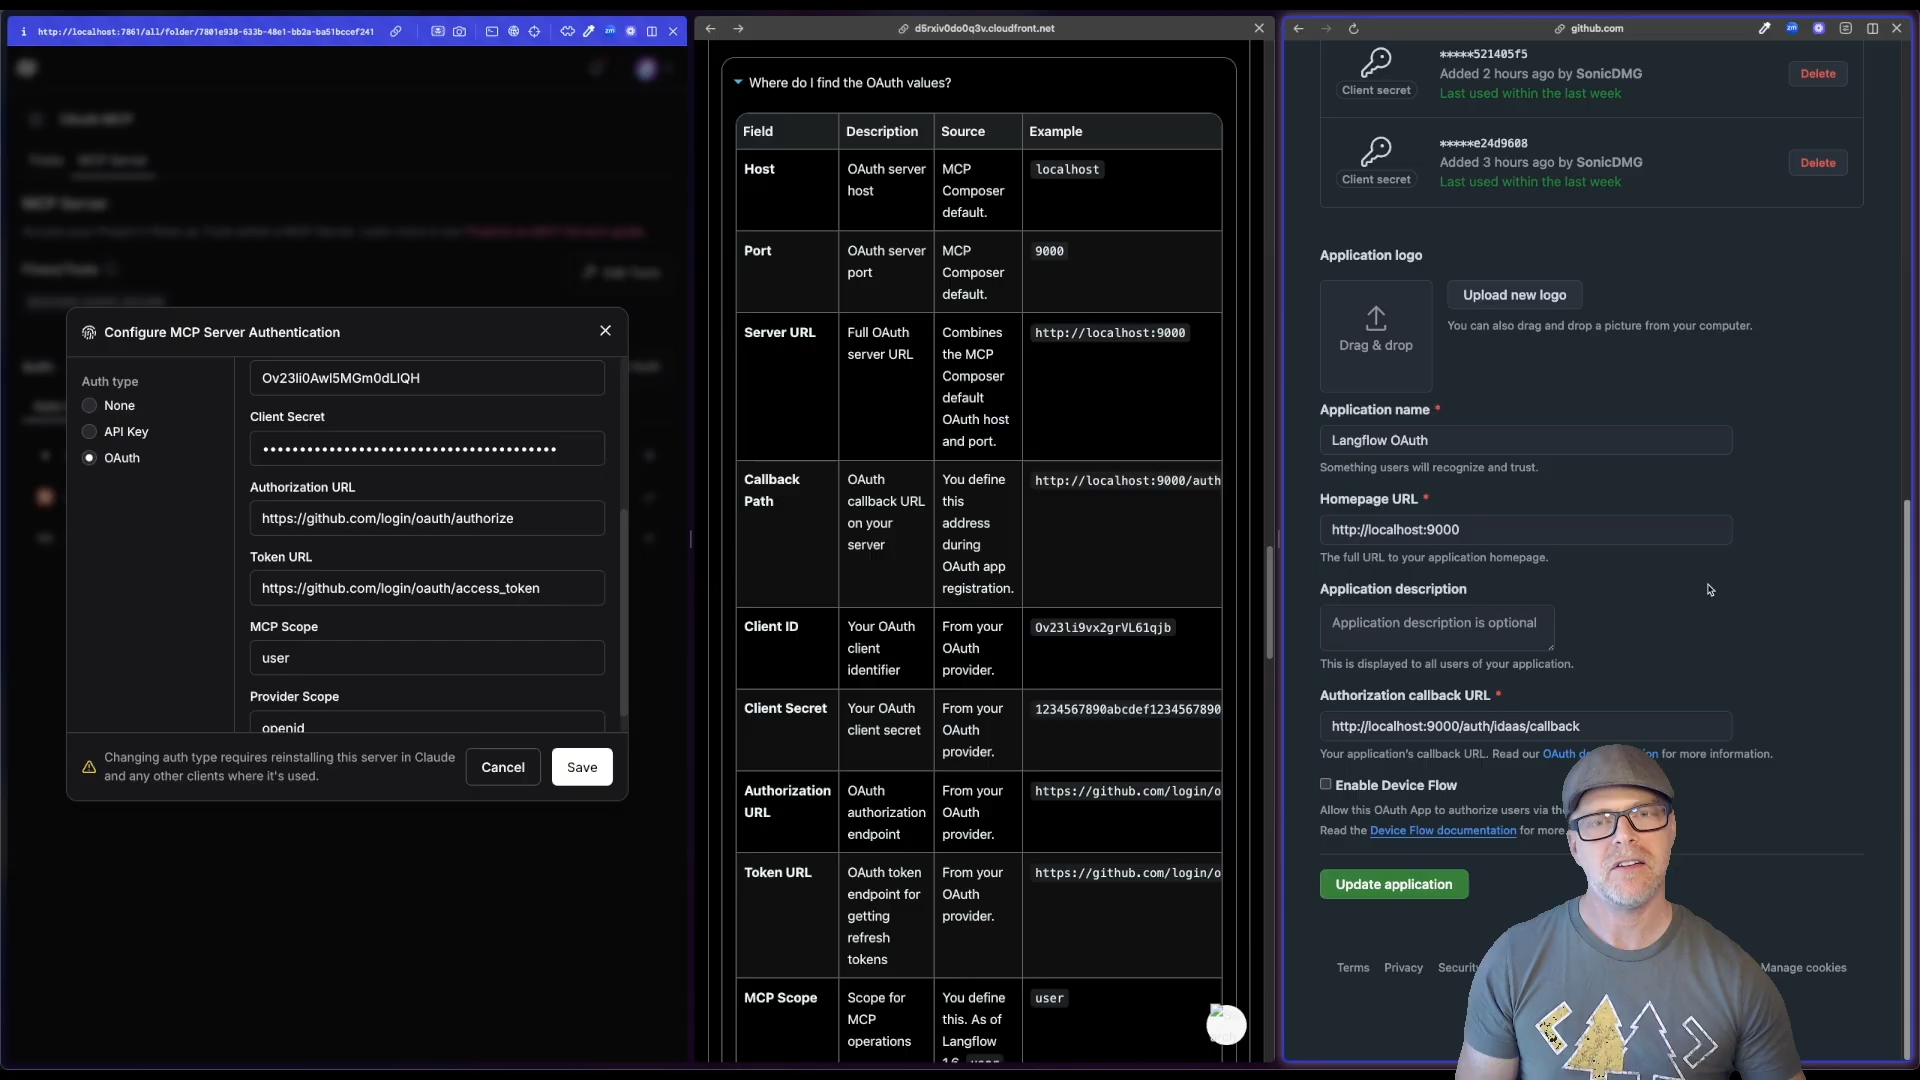 http://localhost:7861/all/folder/7801e938-633b-48e1-bb2a-ba51bccef241
OAuth MCP
MCP Server
MCP Server
Configure MCP Server Authentication
Auth type
None
API Key
OAuth
Ov23li0Awl5MGm0dLIQH
Client Secret
••••••••••••••••••••••••••••••••••••••••
Authorization URL
https://github.com/login/oauth/authorize
Token URL
https://github.com/login/oauth/access_token
MCP Scope
user
Provider Scope
openid
Changing auth type requires reinstalling this server in Claude
and any other clients where it's used.
Cancel
Save
d5rxiv0do0q3v.cloudfront.net
Where do I find the OAuth values?
Field Description Source Example
Host
OAuth server
host
MCP
Composer
default.
localhost
Port
OAuth server
port
MCP
Composer
default.
9000
Server URL
Full OAuth
server URL
Combines
the MCP
Composer
default
OAuth host
and port.
http://localhost:9000
Callback
Path
OAuth
callback URL
on your
server
You define
this
address
during
OAuth app
registration.
http://localhost:9000/auth
Client ID
Your OAuth
client
identifier
From your
OAuth
provider.
Ov23li9vx2grVL61qjb
Client Secret
Your OAuth
client secret
From your
OAuth
provider.
1234567890abcdef1234567890
Authorization
URL
OAuth
authorization
endpoint
From your
OAuth
provider.
https://github.com/login/o
Token URL
OAuth token
endpoint for
getting
refresh
tokens
From your
OAuth
provider.
https://github.com/login/o
MCP Scope
Scope for
MCP
operations
You define
this. As of
Langflow
user
github.com
*****521405f5
Added 2 hours ago by SonicDMG
Last used within the last week
Client secret
Delete
*****e24d9608
Added 3 hours ago by SonicDMG
Last used within the last week
Client secret
Delete
Application logo
Drag & drop
Upload new logo
You can also drag and drop a picture from your computer.
Application name *
Langflow OAuth
Something users will recognize and trust.
Homepage URL *
http://localhost:9000
The full URL to your application homepage.
Application description
Application description is optional
This is displayed to all users of your application.
Authorization callback URL *
http://localhost:9000/auth/idaas/callback
Your application's callback URL. Read our OAuth for more information.
Enable Device Flow
Allow this OAuth App to authorize users via the
Read the Device Flow documentation for more
Update application
Terms Privacy Security Manage cookies